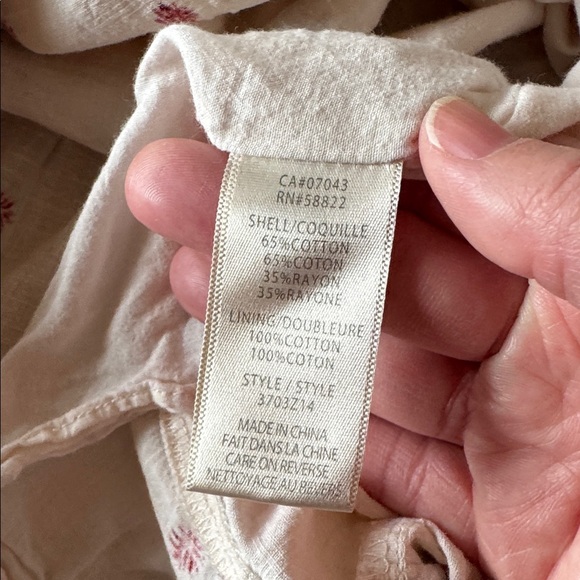 CA#07043
RN#58822
SHELL/COQUILLE
65%COTTON
65%COTON
35%RAYON
35%RAYONE
LINING/DOUBLEURE
100%COTTON
100%COTON
STYLE / STYLE
3703Z14
MADE IN CHINA
FAIT DANS LA CHINE
CARE ON REVERSE
NETTOYAGE AU REVERS